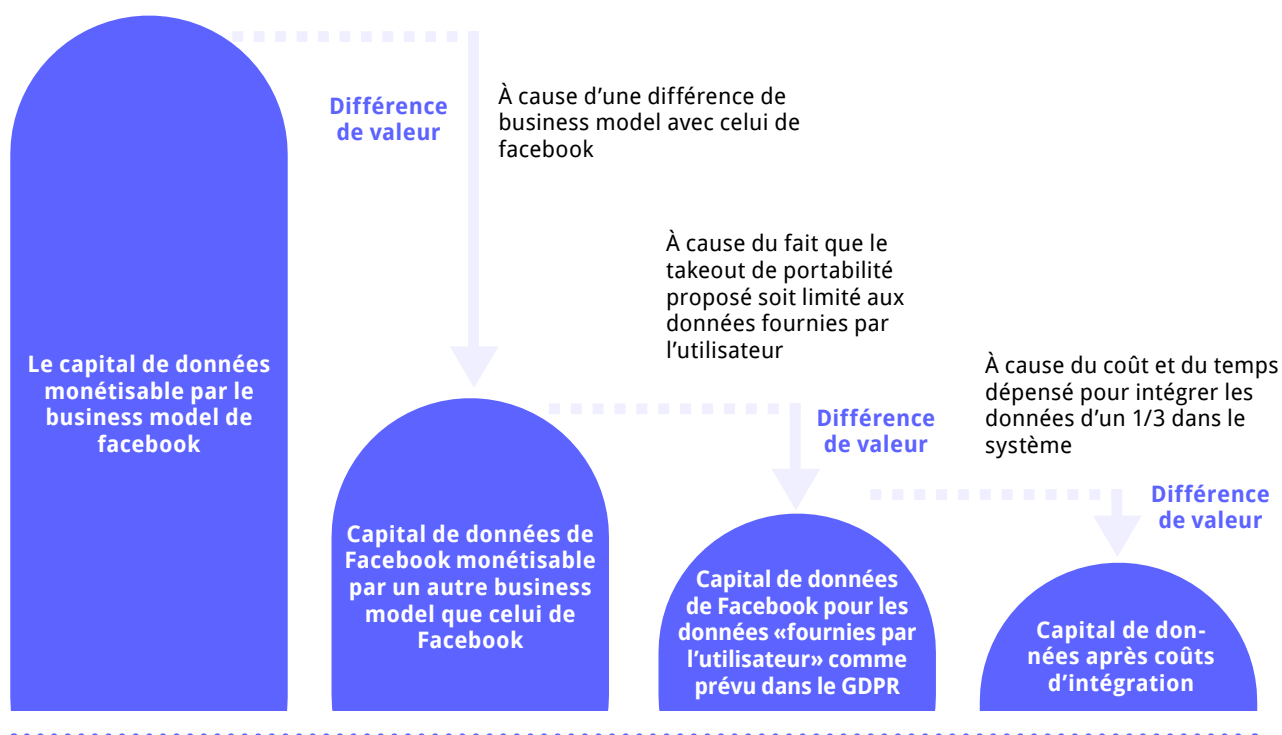 Différence
de valeur
À cause d’une différence de
business model avec celui de
facebook
À cause du fait que le
takeout de portabilité
proposé soit limité aux
données fournies par
l’utilisateur
À cause du coût et du temps
dépensé pour intégrer les
données d’un 1/3 dans le
système
Le capital de données
monétisable par le
business model de
facebook
Différence
de valeur
Différence
de valeur
Capital de données de
Facebook monétisable
par un autre business
model que celui de
Facebook
Capital de données
de Facebook pour les
données «fournies par
l’utilisateur» comme
prévu dans le GDPR
Capital de don-
nées après coûts
d’intégration